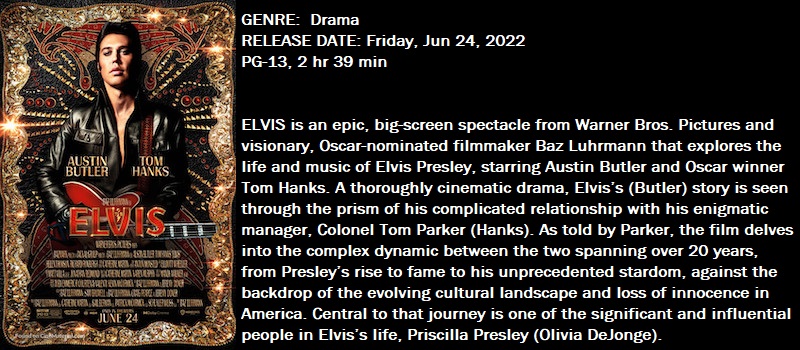 GENRE:  Drama
RELEASE DATE: Friday, Jun 24, 2022
PG-13, 2 hr 39 min
ELVIS is an epic, big-screen spectacle from Warner Bros. Pictures and
visionary, Oscar-nominated filmmaker Baz Luhrmann that explores the
life and music of Elvis Presley, starring Austin Butler and Oscar winner
Tom Hanks. A thoroughly cinematic drama, Elvis's (Butler) story is seen
through the prism of his complicated relationship with his enigmatic
manager, Colonel Tom Parker (Hanks). As told by Parker, the film delves
into the complex dynamic between the two spanning over 20 years,
from Presley's rise to fame to his unprecedented stardom, against the
backdrop of the evolving cultural landscape and loss of innocence in
America. Central to that journey is one of the significant and influential
people in Elvis's life, Priscilla Presley (Olivia DeJonge).
AUSTIN TOM
BUTLER HANKS
ELVIS
JUNE 24